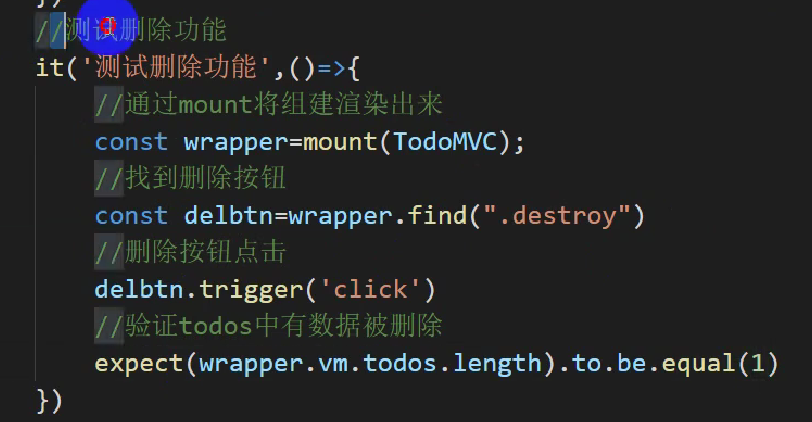 //测试删除功能
it('测试删除功能',()=>{
//通过mount将组建渲染出来
const wrapper=mount(TodoMVC);
//找到删除按钮
const delbtn=wrapper.find(".destroy")
//删除按钮点击
delbtn.trigger('click')
//验证todos中有数据被删除
expect(wrapper.vm.todos.length).to.be.equal(1)
})